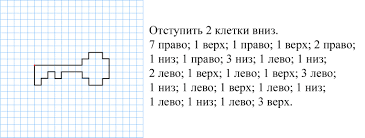 Отступить 2 клетки вниз.
7 право; 1 верх; 1 право; 1 верх; 2 право;
1 низ; 1 право; 3 низ; 1 лево; 1 низ;
2 лево; 1 верх; 1 лево; 1 верх; 3 лево;
1 низ; 1 лево; 1 верх; 1 лево; 1 низ;
1 лево; 1 низ; 1 лево; 3 верх.